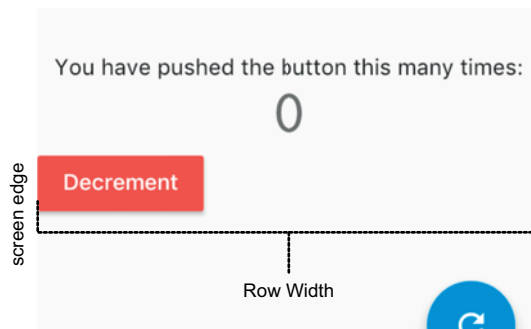 You have pushed the button this many times:
0
Decrement
screen edge
Row Width